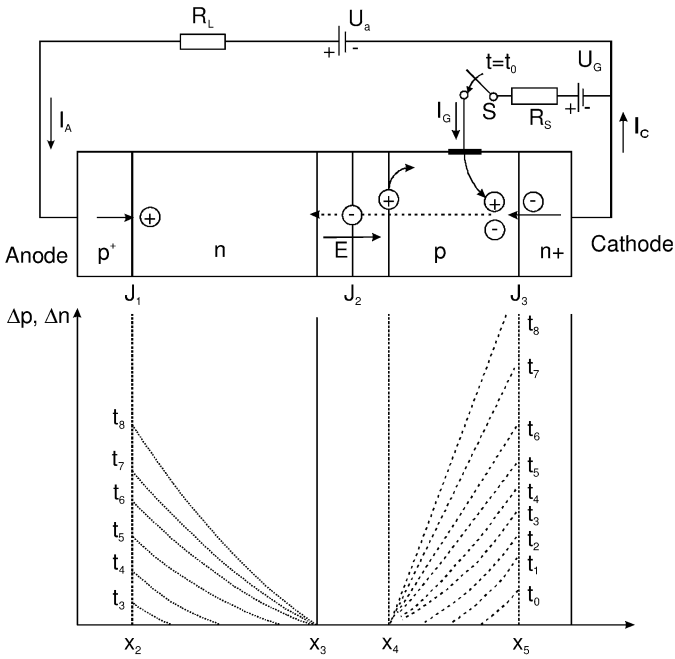 R_L
U_a
+ -
t=t_0
U_G
I_A
I_G
S
R_S
+ -
I_C
+
+
-
+
-
-
Anode
p+
n
E
p
n+
Cathode
J_1
J_2
J_3
Δp, Δn
t_8
t_7
t_8
t_6
t_7
t_5
t_6
t_4
t_5
t_3
t_4
t_2
t_1
t_3
t_0
x_2
x_3
x_4
x_5